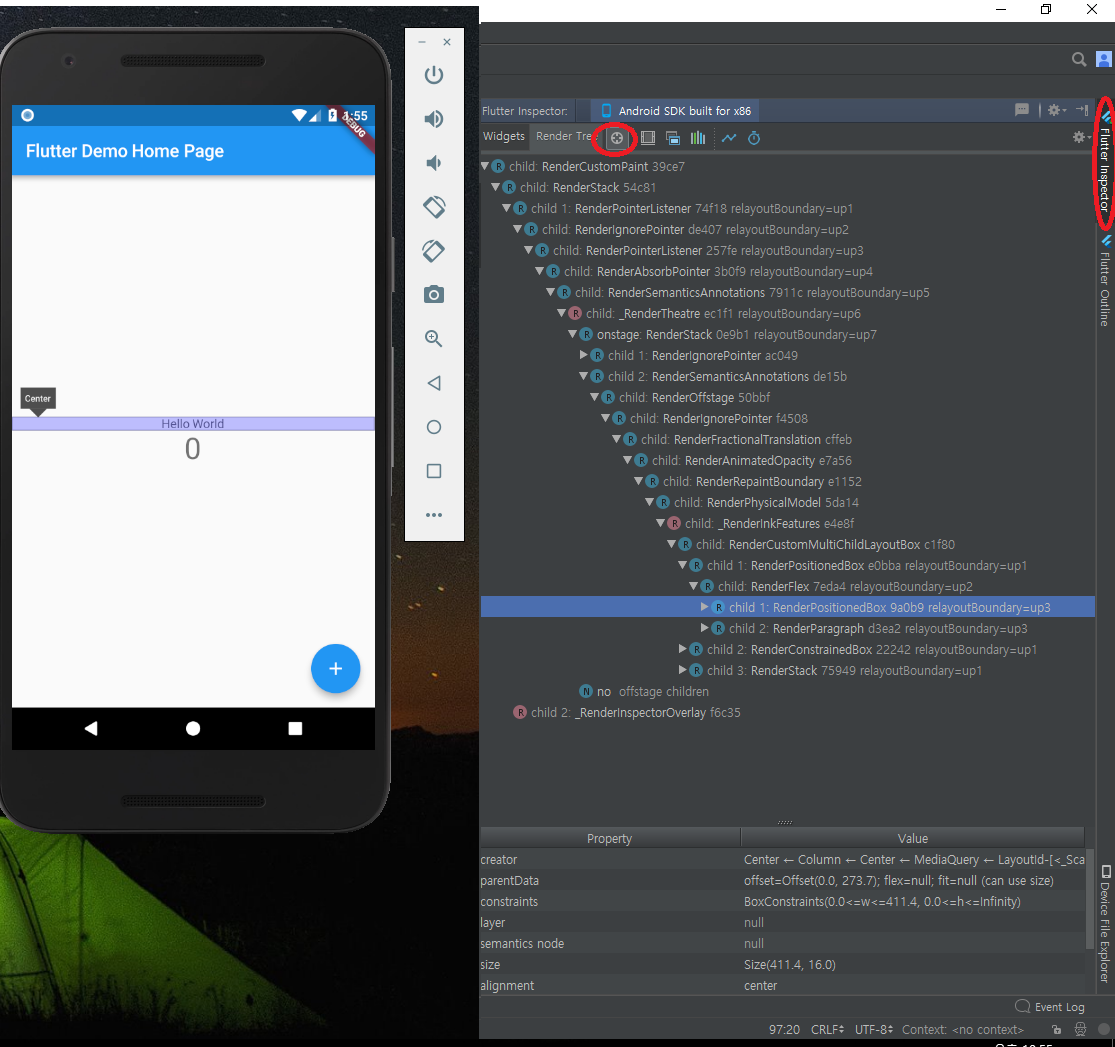 1:55
DEBUG
Flutter Demo Home Page
Center
Hello World
0
Flutter Inspector:
Android SDK built for x86
Widgets
Render Tree
child: RenderCustomPaint 39ce7
child: RenderStack 54c81
child 1: RenderPointerListener 74f18 relayoutBoundary=up1
child: RenderIgnorePointer de407 relayoutBoundary=up2
child: RenderPointerListener 257fe relayoutBoundary=up3
child: RenderAbsorbPointer 3b0f9 relayoutBoundary=up4
child: RenderSemanticsAnnotations 7911c relayoutBoundary=up5
child: _RenderTheatre ec1f1 relayoutBoundary=up6
onstage: RenderStack 0e9b1 relayoutBoundary=up7
child 1: RenderIgnorePointer ac049
child 2: RenderSemanticsAnnotations de15b
child: RenderOffstage 50bbf
child: RenderIgnorePointer f4508
child: RenderFractionalTranslation cffeb
child: RenderAnimatedOpacity e7a56
child: RenderRepaintBoundary e1152
child: RenderPhysicalModel 5da14
child: _RenderInkFeatures e4e8f
child: RenderCustomMultiChildLayoutBox c1f80
child 1: RenderPositionedBox e0bba relayoutBoundary=up1
child: RenderFlex 7eda4 relayoutBoundary=up2
child 1: RenderPositionedBox 9a0b9 relayoutBoundary=up3
child 2: RenderParagraph d3ea2 relayoutBoundary=up3
child 2: RenderConstrainedBox 22242 relayoutBoundary=up1
child 3: RenderStack 75949 relayoutBoundary=up1
no offstage children
child 2: _RenderInspectorOverlay f6c35
Property Value
creator Center ← Column ← Center ← MediaQuery ← LayoutId-[<_Sca
parentData offset=Offset(0.0, 273.7); flex=null; fit=null (can use size)
constraints BoxConstraints(0.0<=w<=411.4, 0.0<=h<=Infinity)
layer null
semantics node null
size Size(411.4, 16.0)
alignment center
Flutter Inspector
Flutter Outline
Device File Explorer
Event Log
97:20 CRLF UTF-8 Context: <no context>